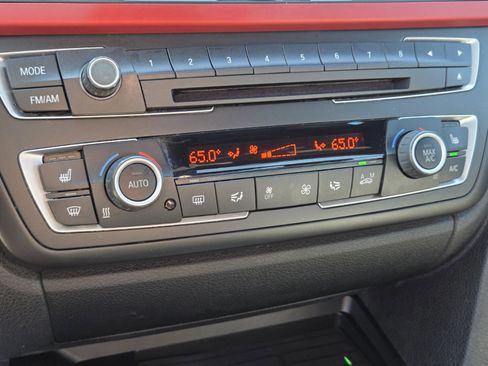 MODE 1 2 3 4 5 6 7 8
FM/AM
65.0° 65.0°
AUTO OFF A M MAX A/C
A/C